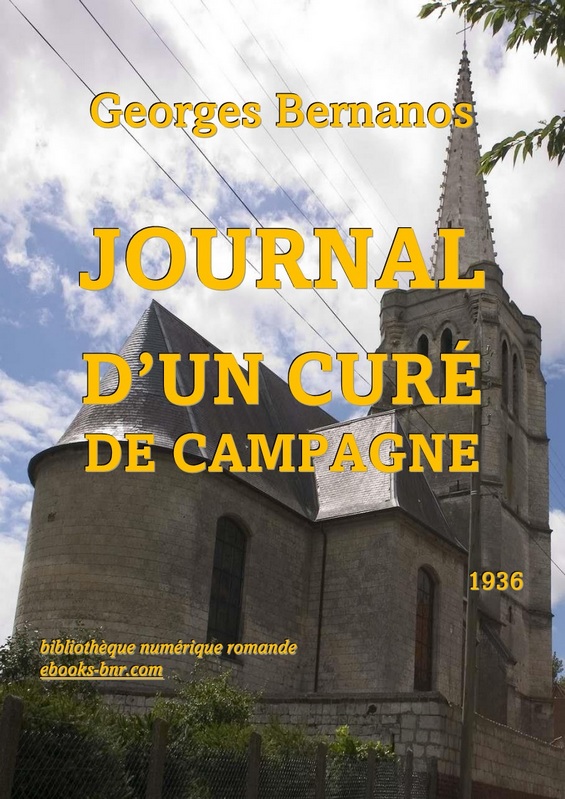 Georges Bernanos
JOURNAL
D’UN CURÉ
DE CAMPAGNE
1936
bibliothèque numérique romande
ebooks-bnr.com